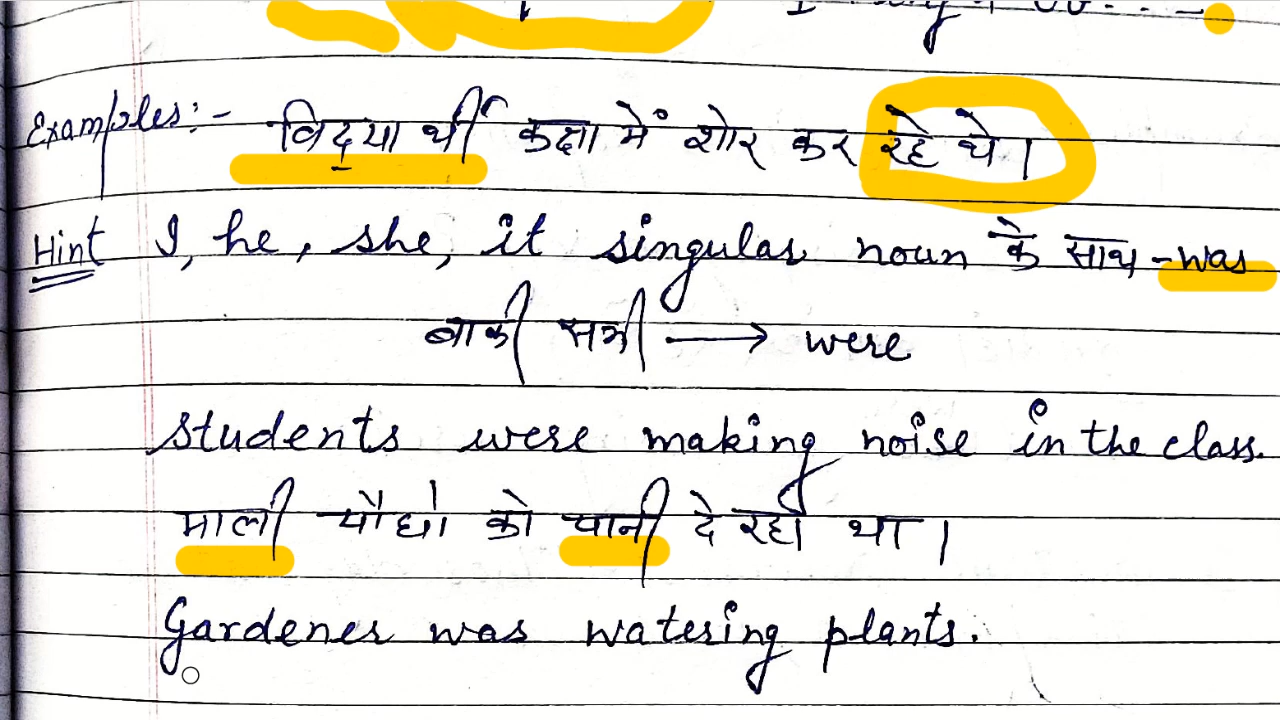 Examples:- विद्यार्थी कक्षा में शोर कर रहे थे।
Hint I, he, she, it singular noun के साथ - was
बाकी सभी → were
students were making noise in the class.
माली पौधों को पानी दे रहा था।
Gardener was watering plants.